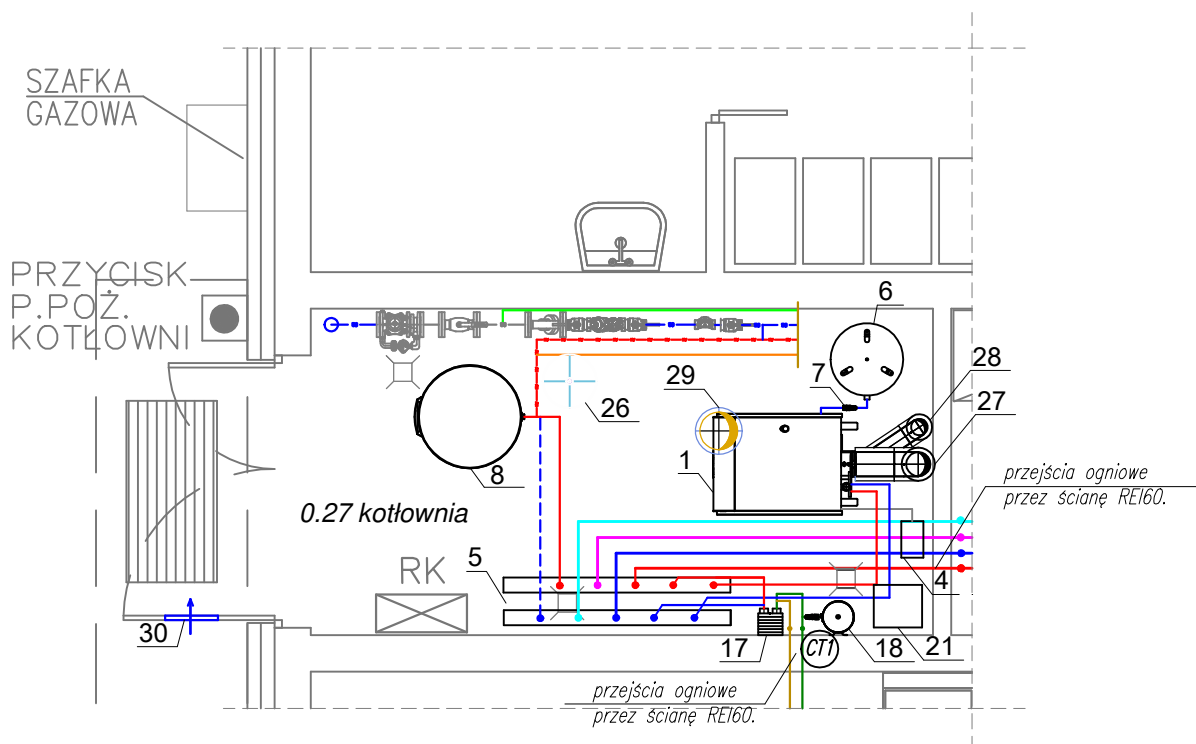 SZAFKA
GAZOWA
PRZYCISK
P.POŻ.
KOTŁOWNI
6
7
28
29
27
26
1
8
przejścia ogniowe
przez ścianę REI60.
0.27 kotłownia
RK
5
4
30
17
CT1
18
21
przejścia ogniowe
przez ścianę REI60.